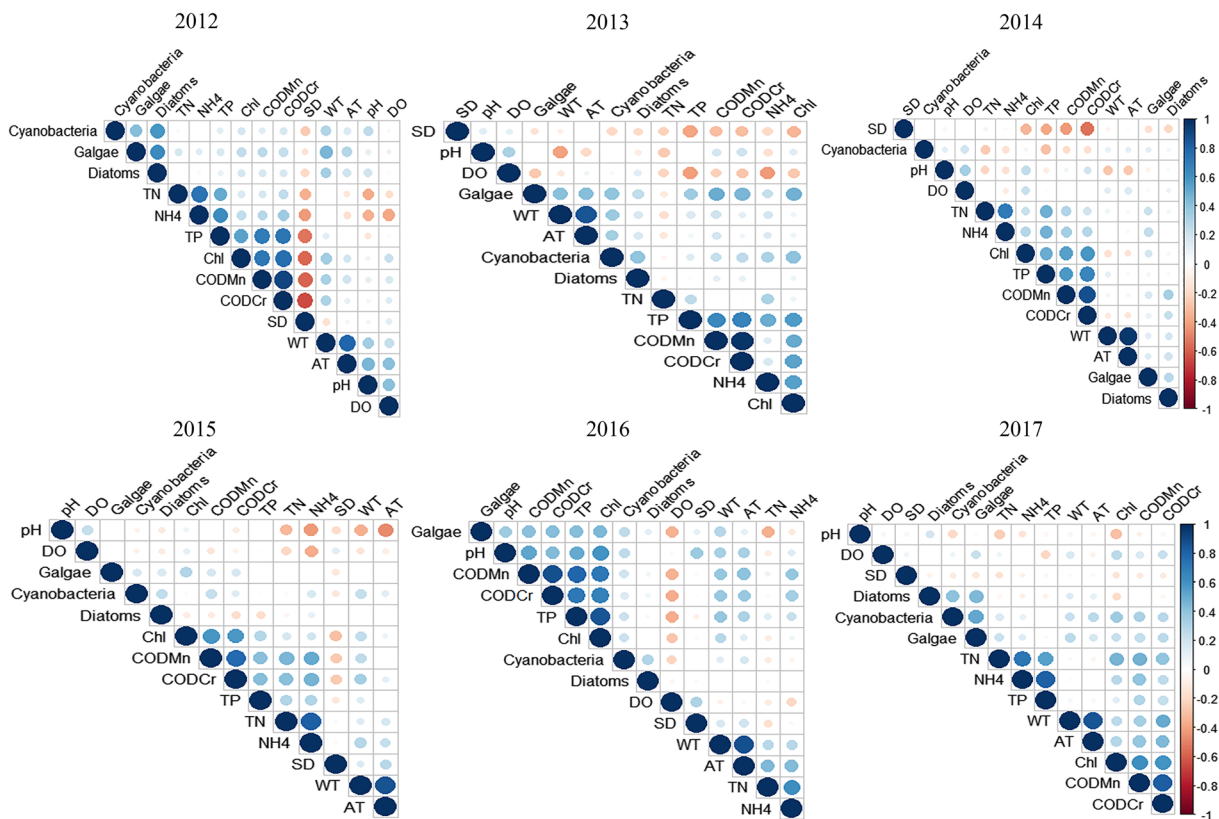 2012
Cyanobacteria Galgae Diatoms TN NH4 TP Chl CODMn CODCr SD WT AT pH DO
Cyanobacteria
Galgae
Diatoms
TN
NH4
TP
Chl
CODMn
CODCr
SD
WT
AT
pH
DO
2013
SD pH DO Galgae WT AT Cyanobacteria Diatoms TN TP CODMn CODCr NH4 Chl
SD
pH
DO
Galgae
WT
AT
Cyanobacteria
Diatoms
TN
TP
CODMn
CODCr
NH4
Chl
2014
SD Cyanobacteria pH DO TN NH4 Chl TP CODMn CODCr WT AT Galgae Diatoms
SD
Cyanobacteria
pH
DO
TN
NH4
Chl
TP
CODMn
CODCr
WT
AT
Galgae
Diatoms
1
0.8
0.6
0.4
0.2
0
-0.2
-0.4
-0.6
-0.8
-1
2015
pH DO Galgae Cyanobacteria Diatoms Chl CODMn CODCr TP TN NH4 SD WT AT
pH
DO
Galgae
Cyanobacteria
Diatoms
Chl
CODMn
CODCr
TP
TN
NH4
SD
WT
AT
2016
Galgae pH CODMn CODCr TP Chl Cyanobacteria Diatoms DO SD WT AT TN NH4
Galgae
pH
CODMn
CODCr
TP
Chl
Cyanobacteria
Diatoms
DO
SD
WT
AT
TN
NH4
2017
pH DO SD Diatoms Cyanobacteria Galgae TN NH4 TP WT AT Chl CODMn CODCr
pH
DO
SD
Diatoms
Cyanobacteria
Galgae
TN
NH4
TP
WT
AT
Chl
CODMn
CODCr
1
0.8
0.6
0.4
0.2
0
-0.2
-0.4
-0.6
-0.8
-1